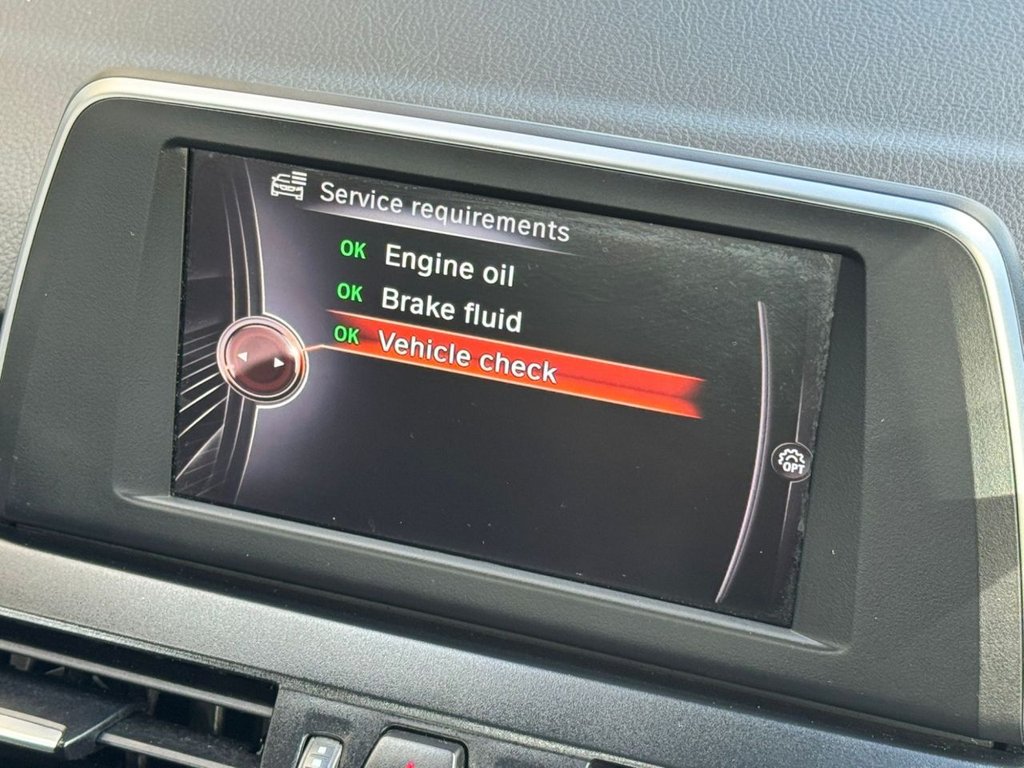 Service requirements
OK Engine oil
OK Brake fluid
OK Vehicle check
OPT